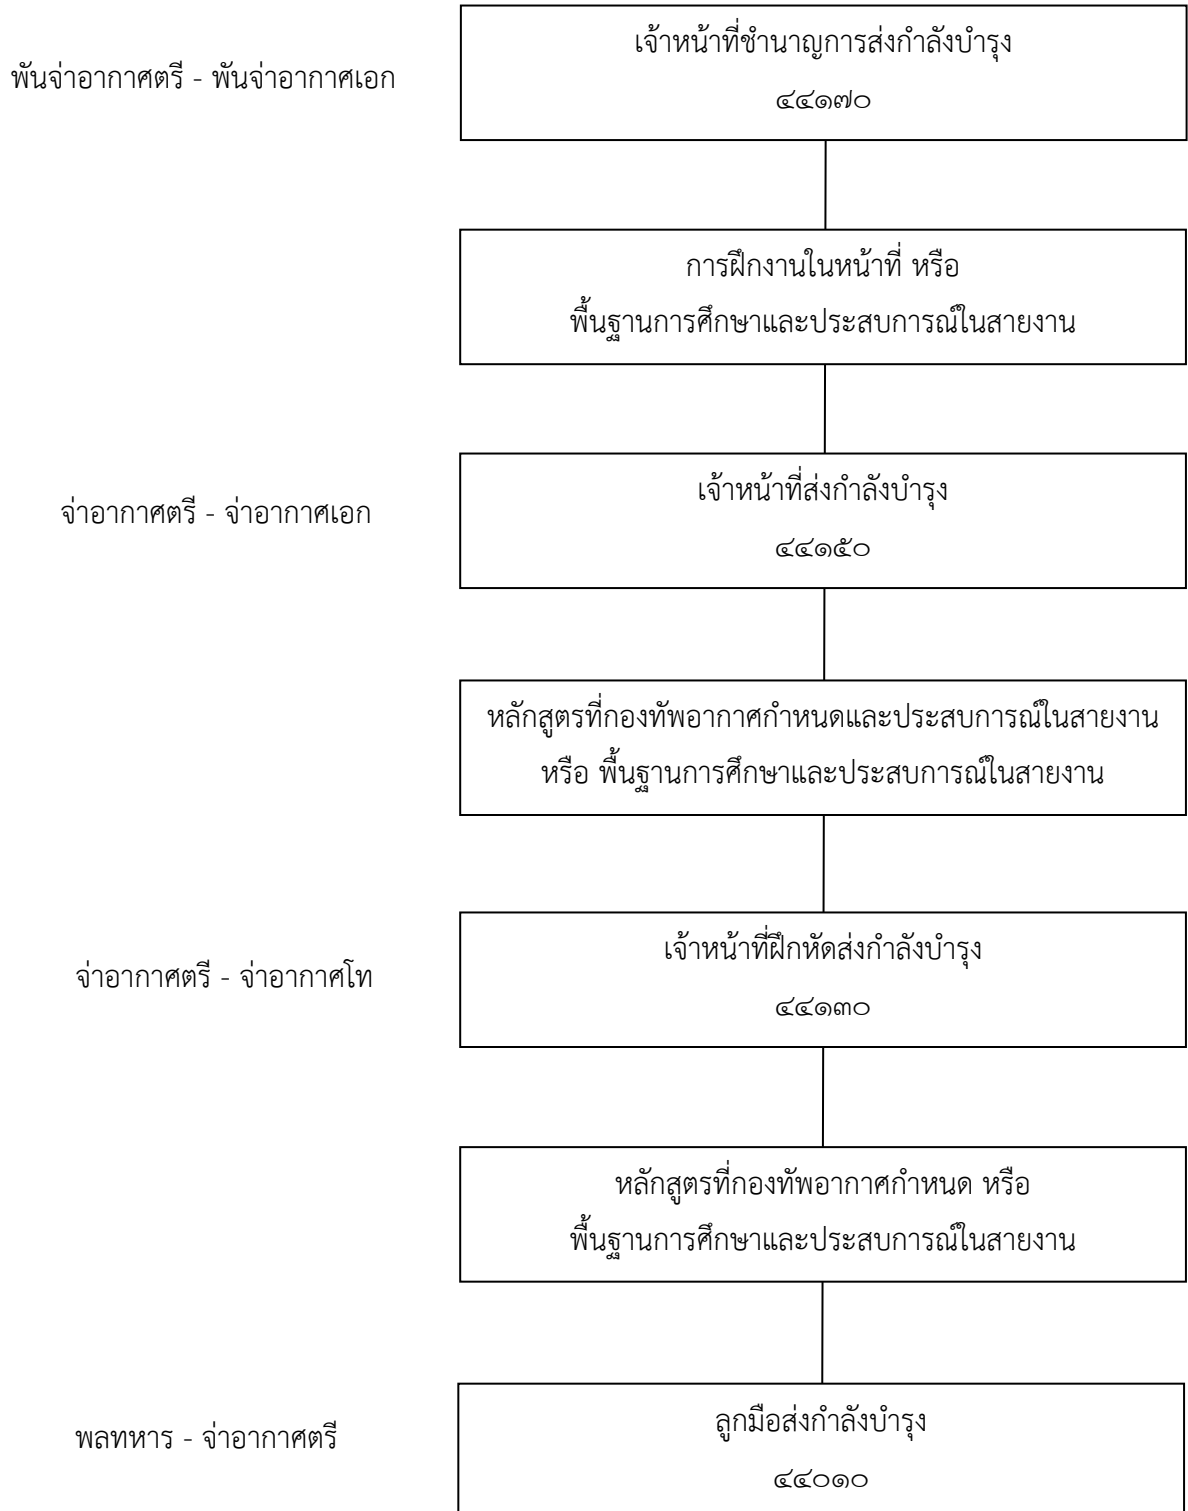 เจ้าหน้าที่ชำนาญการส่งกำลังบำรุง
พันจ่าอากาศตรี - พันจ่าอากาศเอก
๔๔๑๗๐
การฝึกงานในหน้าที่ หรือ
พื้นฐานการศึกษาและประสบการณ์ในสายงาน
เจ้าหน้าที่ส่งกำลังบำรุง
จ่าอากาศตรี - จ่าอากาศเอก
๔๔๑๕๐
หลักสูตรที่กองทัพอากาศกำหนดและประสบการณ์ในสายงาน
หรือ พื้นฐานการศึกษาและประสบการณ์ในสายงาน
เจ้าหน้าที่ฝึกหัดส่งกำลังบำรุง
จ่าอากาศตรี - จ่าอากาศโท
๔๔๑๓๐
หลักสูตรที่กองทัพอากาศกำหนด หรือ
พื้นฐานการศึกษาและประสบการณ์ในสายงาน
ลูกมือส่งกำลังบำรุง
พลทหาร - จ่าอากาศตรี
๔๔๐๑๐